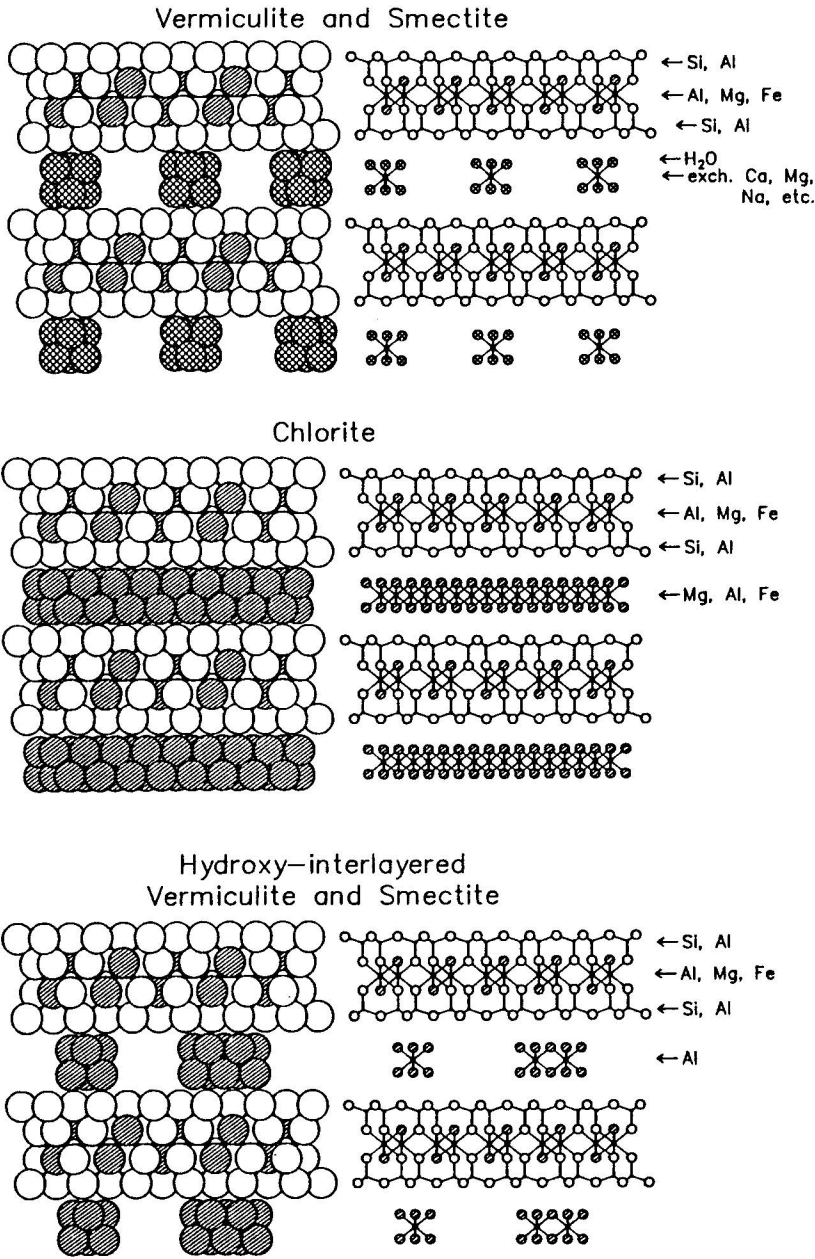 Vermiculite and Smectite
←Si, Al
←Al, Mg, Fe
←Si, Al
←H₂O
←exch. Ca, Mg,
Na, etc.
Chlorite
←Si, Al
←Al, Mg, Fe
←Si, Al
←Mg, Al, Fe
Hydroxy-interlayered
Vermiculite and Smectite
←Si, Al
←Al, Mg, Fe
←Si, Al
←Al